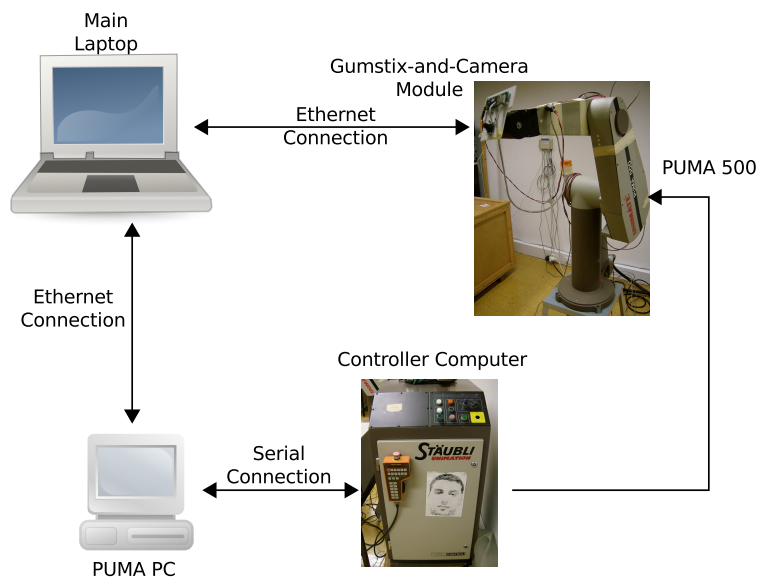 Main
Laptop
Gumstix-and-Camera
Module
Ethernet
Connection
PUMA 500
Ethernet
Connection
Controller Computer
STÄUBLI
UNIMATION
Serial
Connection
PUMA PC